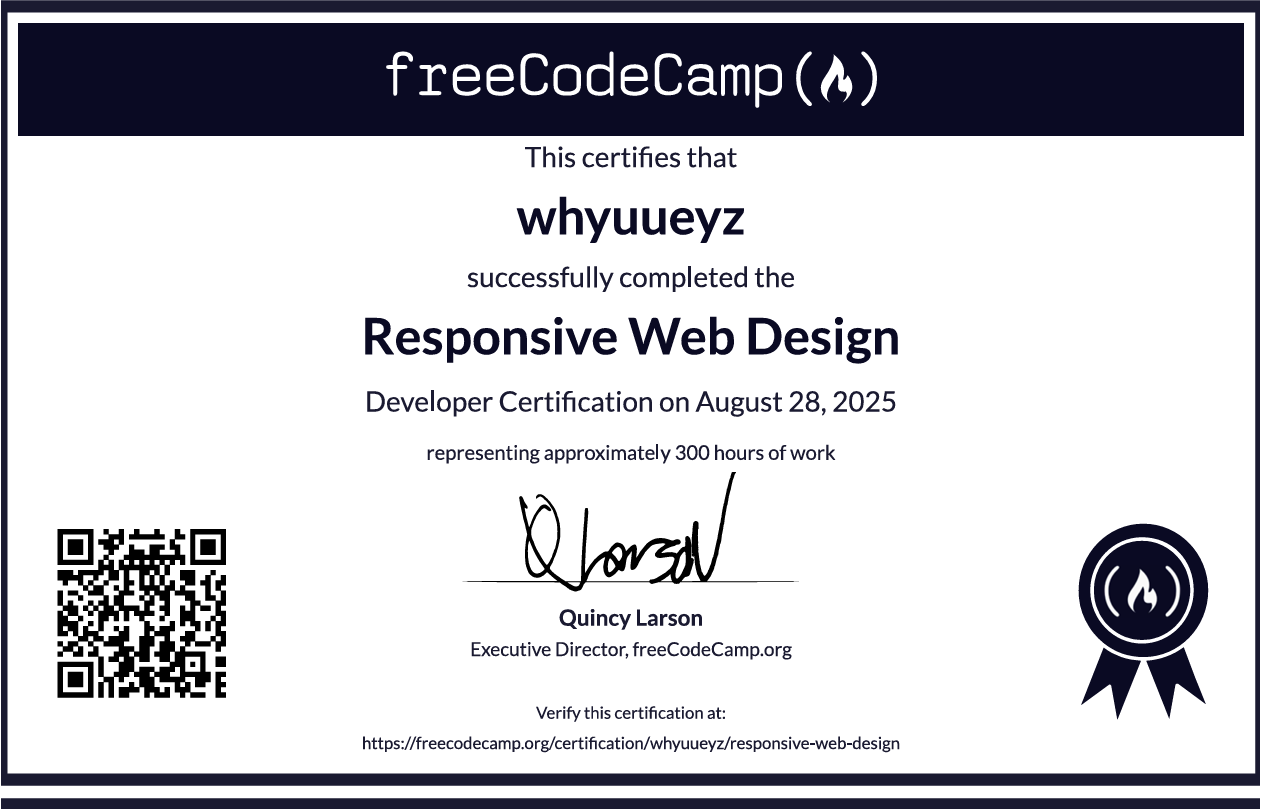 freeCodeCamp
This certifies that
whyuueyz
successfully completed the
Responsive Web Design
Developer Certification on August 28, 2025
representing approximately 300 hours of work
Q Larson
Quincy Larson
Executive Director, freeCodeCamp.org
Verify this certification at:
https://freecodecamp.org/certification/whyuueyz/responsive-web-design